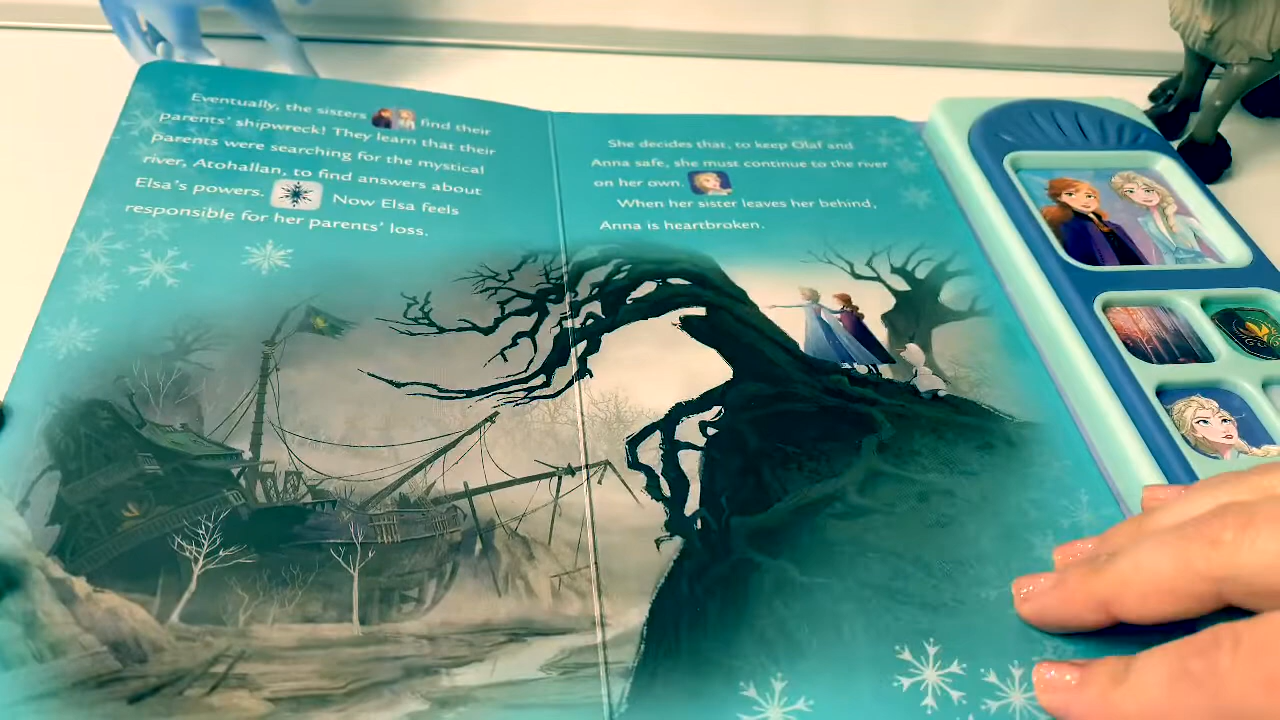 Eventually, the sisters find their
parents' shipwreck! They learn that their
parents were searching for the mystical
river, Atohallan, to find answers about
Elsa's powers. Now Elsa feels
responsible for her parents' loss.
She decides that, to keep Olaf and
Anna safe, she must continue to the river
on her own.
When her sister leaves her behind,
Anna is heartbroken.